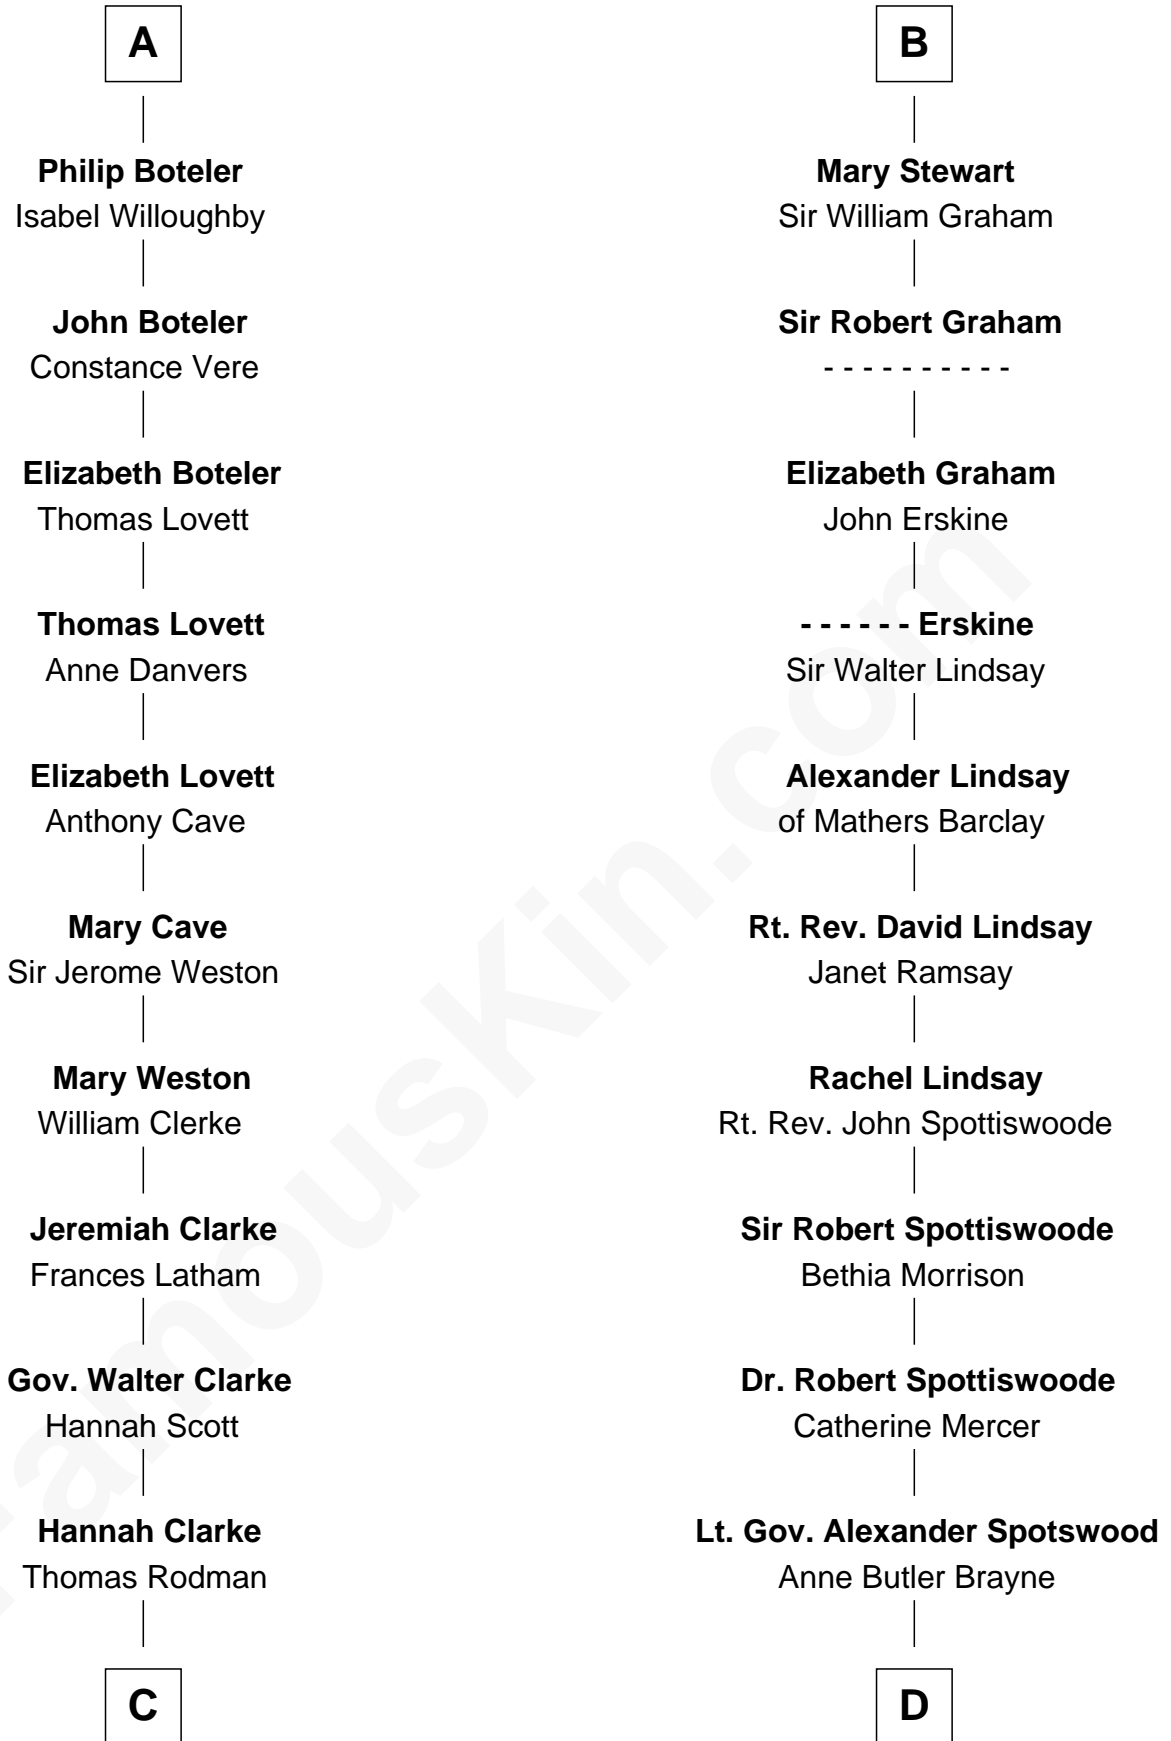 A
Philip Boteler
Isabel Willoughby
John Boteler
Constance Vere
Elizabeth Boteler
Thomas Lovett
Thomas Lovett
Anne Danvers
Elizabeth Lovett
Anthony Cave
Mary Cave
Sir Jerome Weston
Mary Weston
William Clerke
Jeremiah Clarke
Frances Latham
Gov. Walter Clarke
Hannah Scott
Hannah Clarke
Thomas Rodman
C
B
Mary Stewart
Sir William Graham
Sir Robert Graham
- - - - - - - - - -
Elizabeth Graham
John Erskine
- - - - - - Erskine
Sir Walter Lindsay
Alexander Lindsay
of Mathers Barclay
Rt. Rev. David Lindsay
Janet Ramsay
Rachel Lindsay
Rt. Rev. John Spottiswoode
Sir Robert Spottiswoode
Bethia Morrison
Dr. Robert Spottiswoode
Catherine Mercer
Lt. Gov. Alexander Spotswood
Anne Butler Brayne
D
FamousKin.com